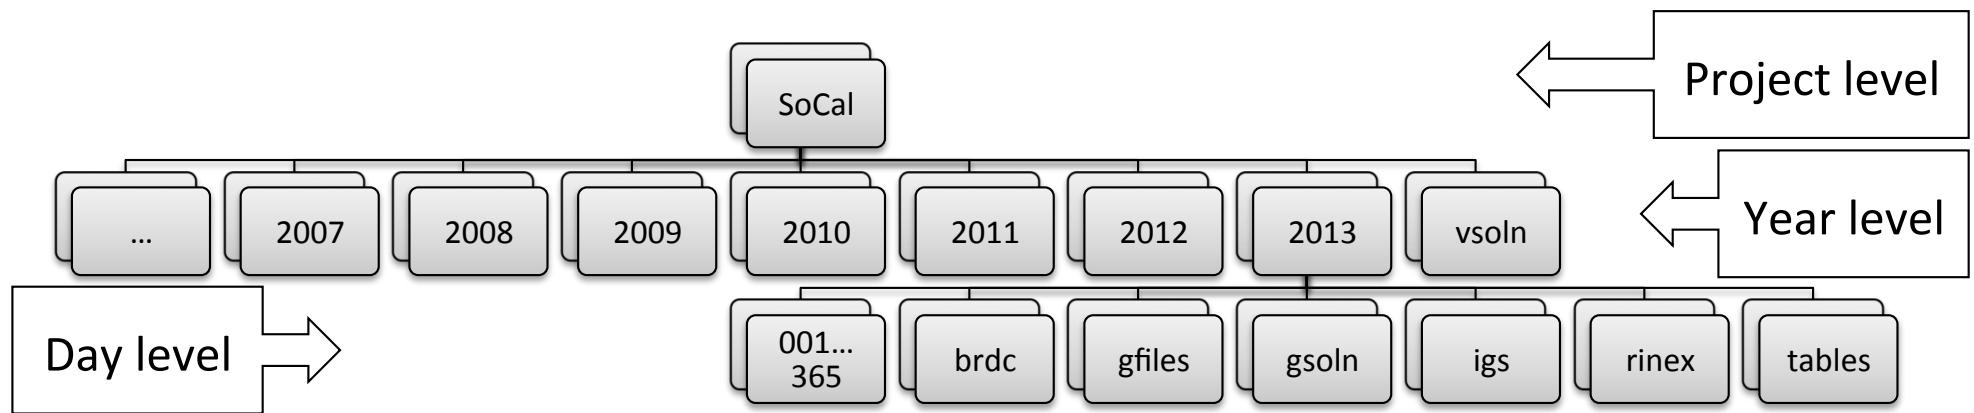 Project level
SoCal
Year level
...
2007
2008
2009
2010
2011
2012
2013
vsoln
Day level
001...
365
brdc
gfiles
gsoln
igs
rinex
tables